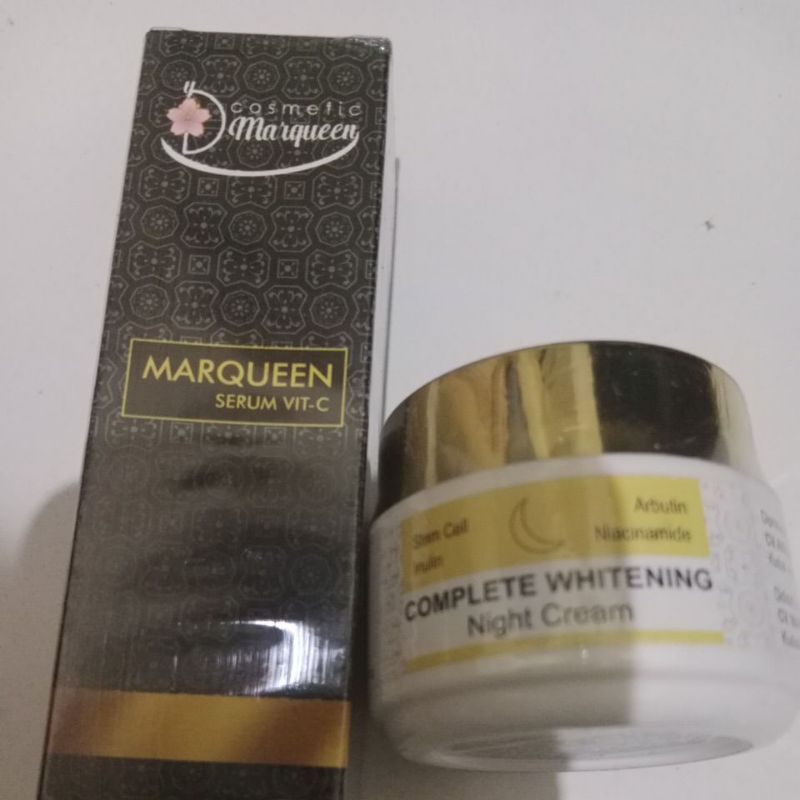 cosmetic
Marqueen
MARQUEEN
SERUM VIT-C
Stem Cell
Arbutin
Niacinamide
COMPLETE WHITENING
Night Cream